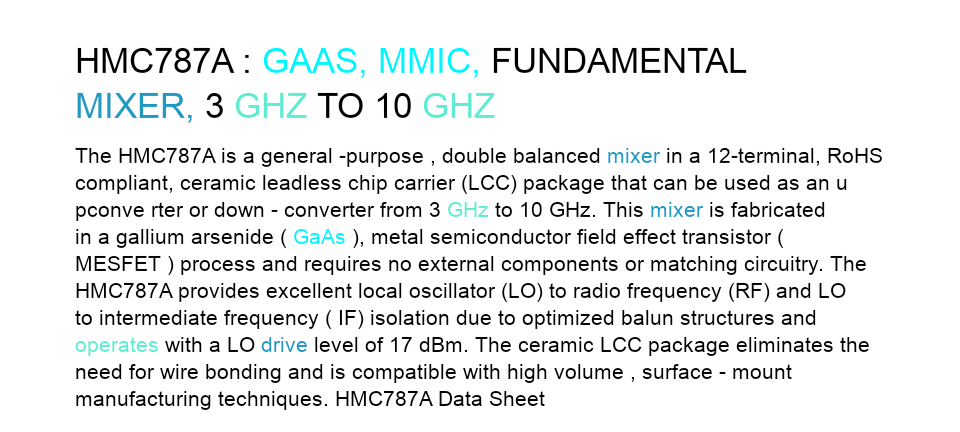 HMC787A : GAAS, MMIC, FUNDAMENTAL
MIXER, 3 GHZ TO 10 GHZ
The HMC787A is a general -purpose , double balanced mixer in a 12-terminal, RoHS
compliant, ceramic leadless chip carrier (LCC) package that can be used as an u
pconve rter or down - converter from 3 GHz to 10 GHz. This mixer is fabricated
in a gallium arsenide ( GaAs ), metal semiconductor field effect transistor (
MESFET ) process and requires no external components or matching circuitry. The
HMC787A provides excellent local oscillator (LO) to radio frequency (RF) and LO
to intermediate frequency ( IF) isolation due to optimized balun structures and
operates with a LO drive level of 17 dBm. The ceramic LCC package eliminates the
need for wire bonding and is compatible with high volume , surface - mount
manufacturing techniques. HMC787A Data Sheet